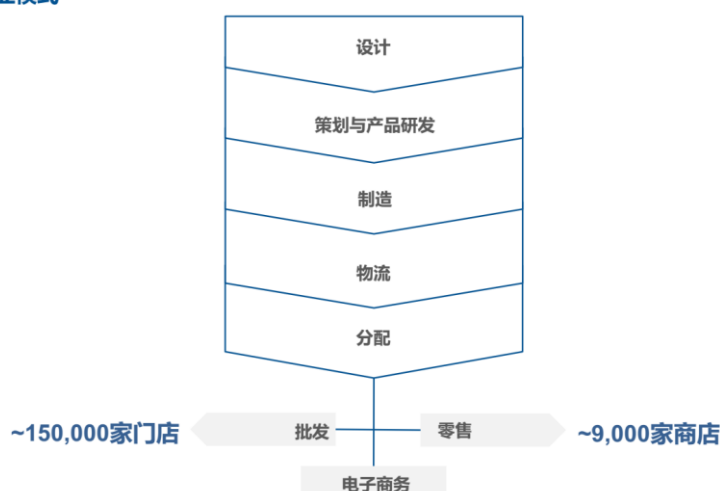 设计
策划与产品研发
制造
物流
分配
~150,000家门店 批发 零售 ~9,000家商店
电子商务